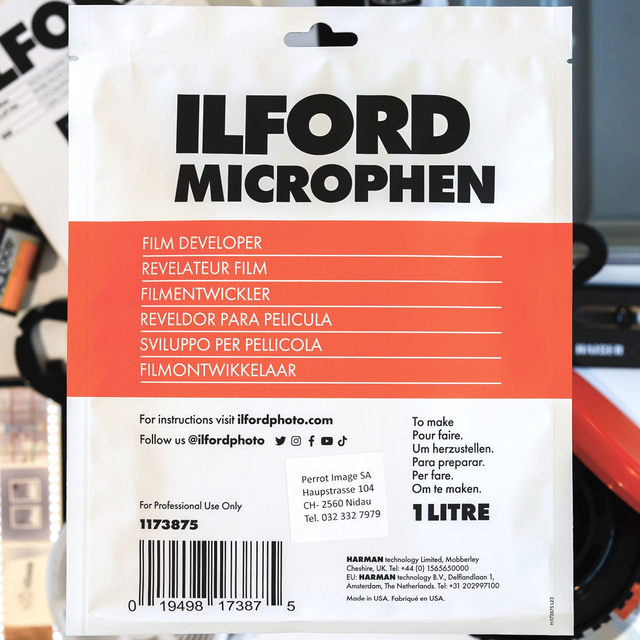 ILFORD
MICROPHEN
FILM DEVELOPER
REVELATEUR FILM
FILMENTWICKLER
REVELDOR PARA PELICULA
SVILUPPO PER PELLICOLA
FILMONTWIKKELAAR
For instructions visit ilfordphoto.com
Follow us @ilfordphoto
To make
Pour faire.
Um herzustellen.
Para preparar.
Per fare.
Om te maken.
1 LITRE
Perrot Image SA
Haupstrasse 104
CH- 2560 Nidau
Tel. 032 332 7979
For Professional Use Only
1173875
0 19498 17387 5
HARMAN technology Limited, Mobberley
Cheshire, UK. Tel: +44 (0) 1565650000
EU: HARMAN technology B.V., Delflandlaan 1,
Amsterdam, The Netherlands. Tel: +31 202997100
Made in USA. Fabriqué en USA.